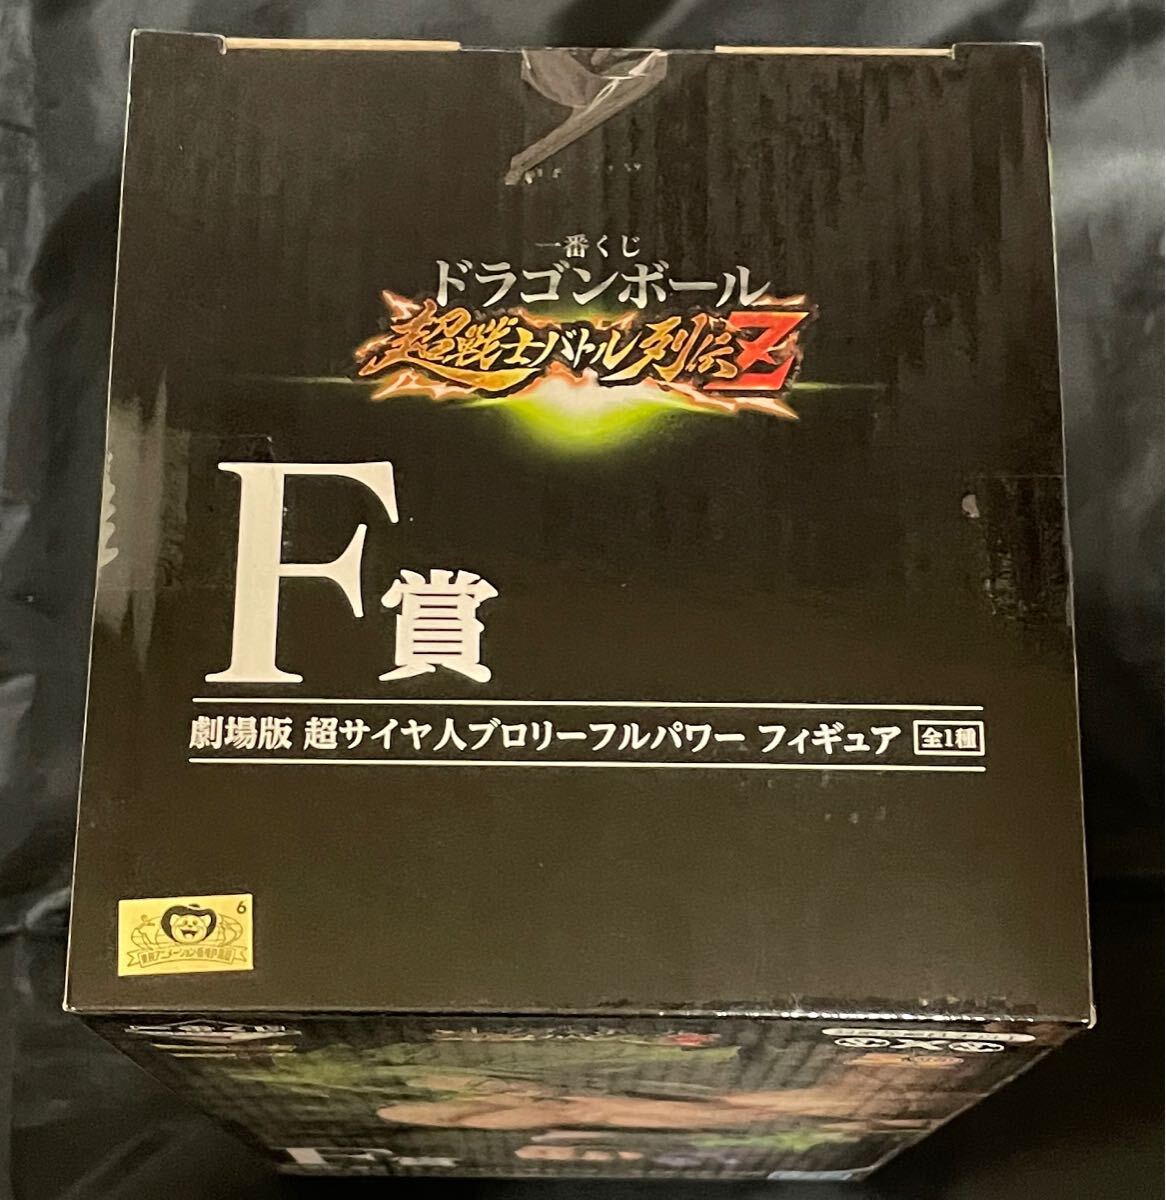 一番くじ
ドラゴンボール
超戦士バトル列伝Z
F賞
劇場版 超サイヤ人ブロリーフルパワー フィギュア 全1種
6